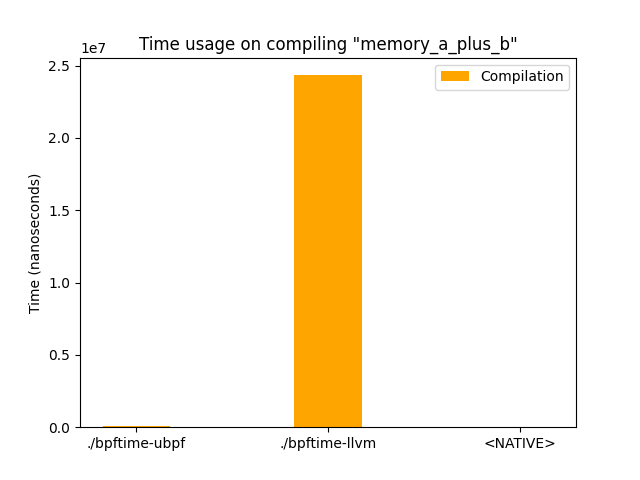 Time usage on compiling "memory_a_plus_b"
1e7
Compilation
2.5
2.0
1.5
1.0
0.5
0.0
Time (nanoseconds)
./bpftime-ubpf
./bpftime-llvm
<NATIVE>